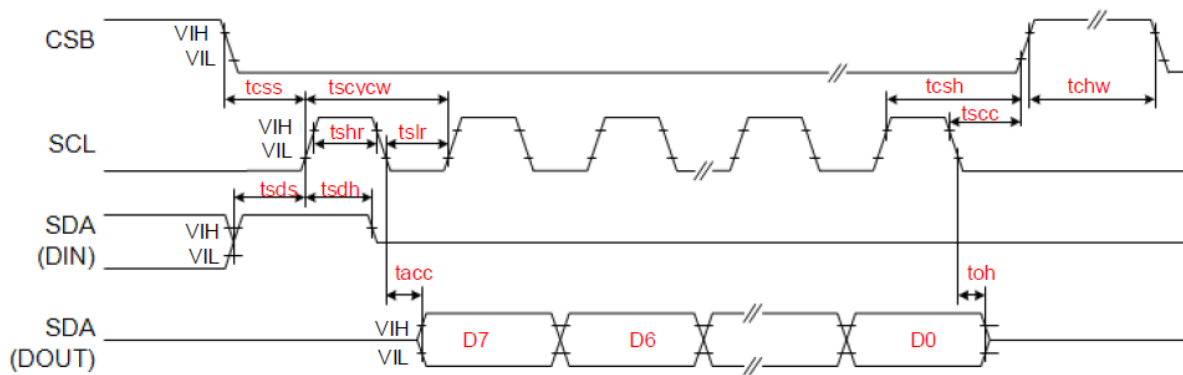 CSB
VIH
VIL
tcss
tscycw
tcsh
tchw
tscc
SCL
VIH
VIL
tshr
tslr
tsds
tsdh
SDA
(DIN)
VIH
VIL
tacc
toh
SDA
(DOUT)
VIH
VIL
D7
D6
D0